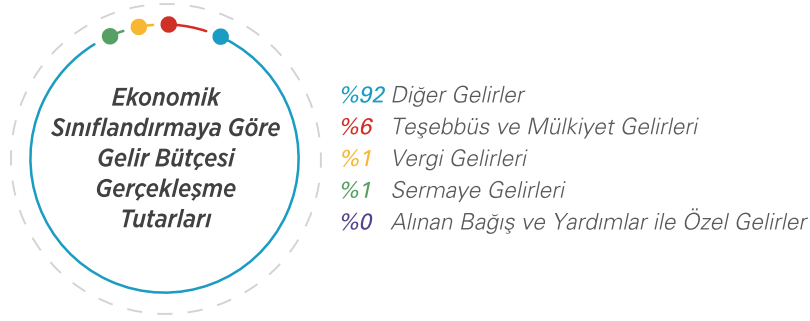 Ekonomik
Sınıflandırmaya Göre
Gelir Bütçesi
Gerçekleşme
Tutarları
%92 Diğer Gelirler
%6 Teşebbüs ve Mülkiyet Gelirleri
%1 Vergi Gelirleri
%1 Sermaye Gelirleri
%0 Alınan Bağış ve Yardımlar ile Özel Gelirler